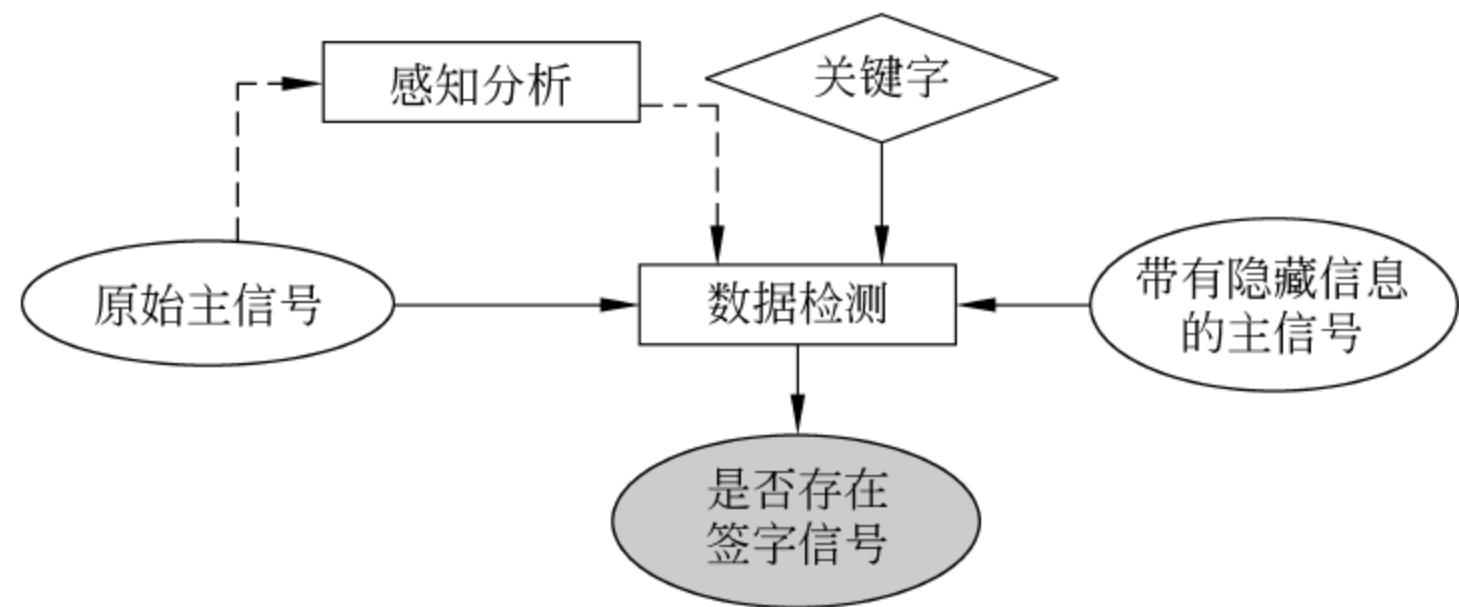 感知分析
关键字
原始主信号
数据检测
带有隐藏信息
的主信号
是否存在
签字信号